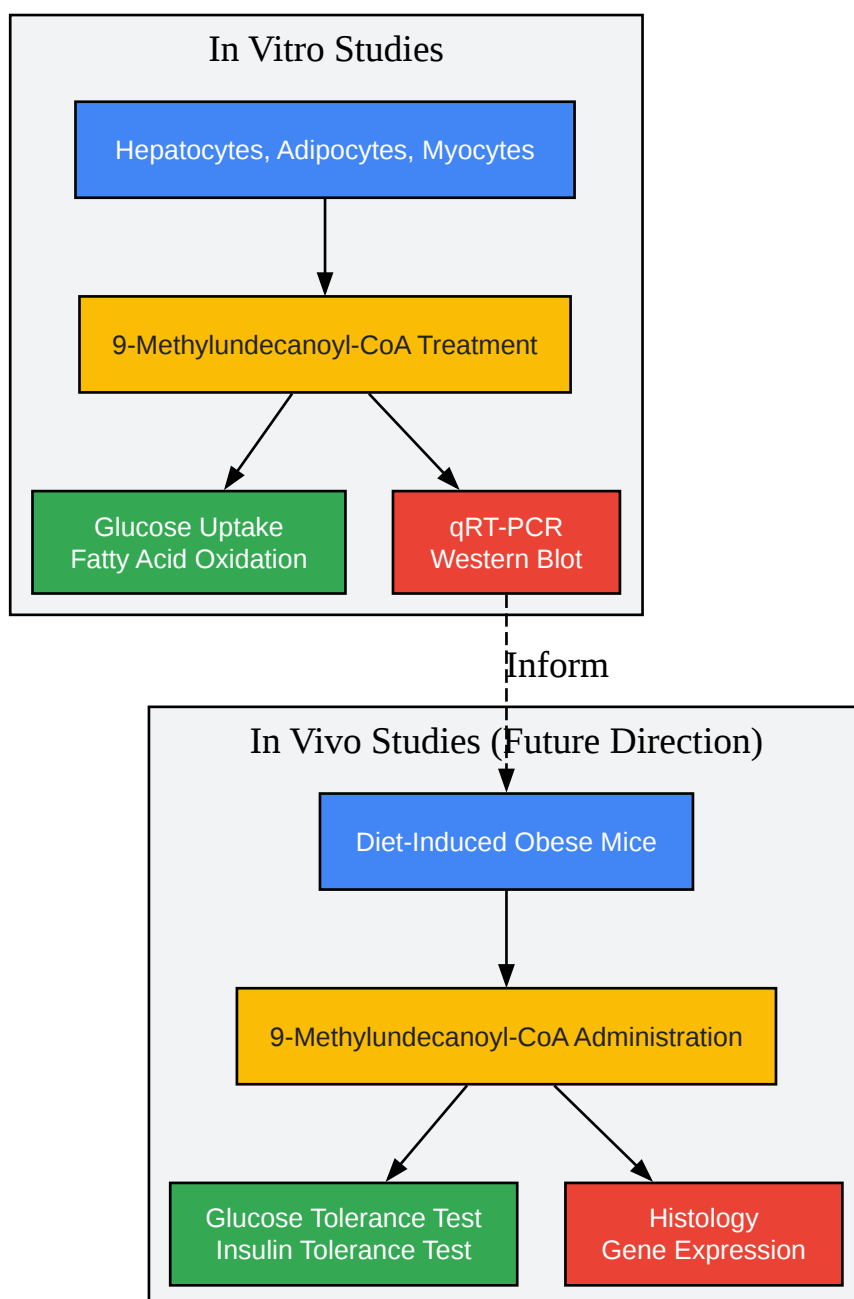 In Vitro Studies
Hepatocytes, Adipocytes, Myocytes
9-Methylundecanoyl-CoA Treatment
Glucose Uptake
Fatty Acid Oxidation
qRT-PCR
Western Blot
Inform
In Vivo Studies (Future Direction)
Diet-Induced Obese Mice
9-Methylundecanoyl-CoA Administration
Glucose Tolerance Test
Insulin Tolerance Test
Histology
Gene Expression